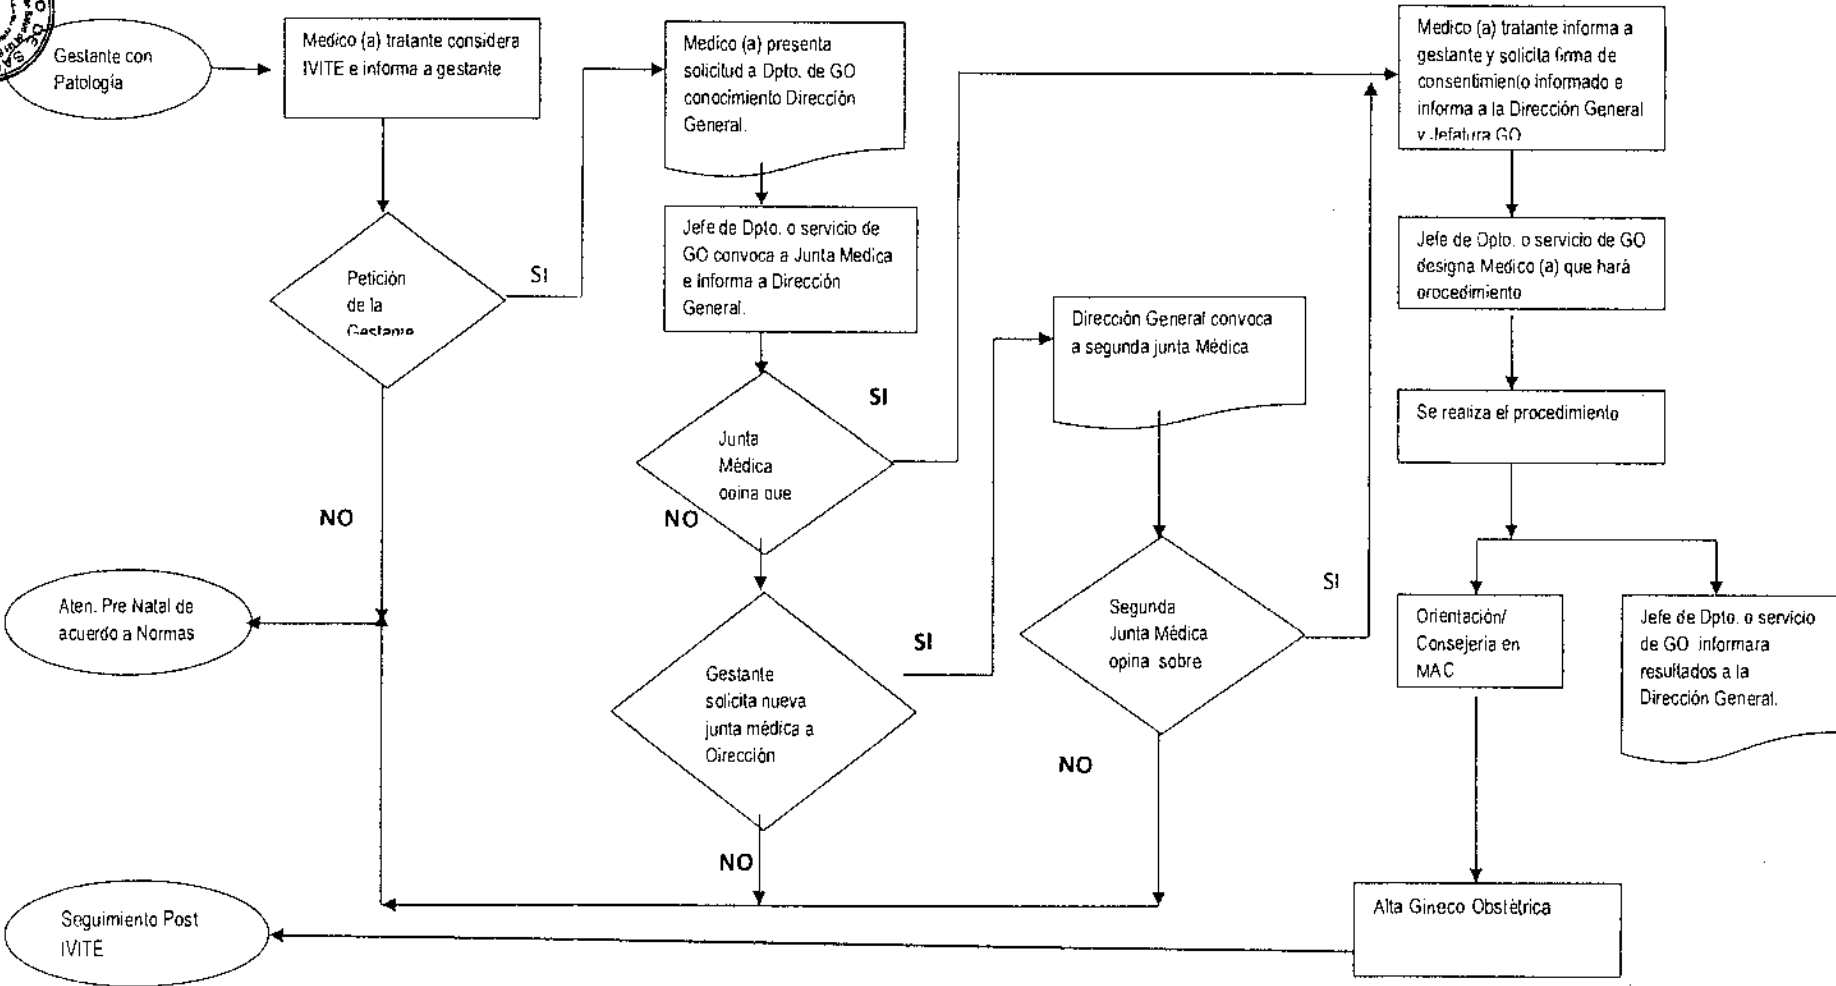 Gestante con
Patología
Medico (a) tratante considera
IVITE e informa a gestante
Petición
de la
Gestante
SI
NO
Medico (a) presenta
solicitud a Dpto. de GO
conocimiento Dirección
General.
Jefe de Dpto. o servicio de
GO convoca a Junta Medica
e informa a Dirección
General.
Junta
Médica
opina que
SI
NO
Gestante
solicita nueva
junta médica a
Dirección
SI
NO
Dirección General convoca
a segunda junta Médica
Segunda
Junta Médica
opina sobre
SI
NO
Medico (a) tratante informa a
gestante y solicita firma de
consentimiento informado e
informa a la Dirección General
y Jefatura GO
Jefe de Dpto. o servicio de GO
designa Medico (a) que hará
procedimiento
Se realiza el procedimiento
Orientación/
Consejeria en
MAC
Jefe de Dpto. o servicio
de GO informara
resultados a la
Dirección General.
Alta Gineco Obstétrica
Aten. Pre Natal de
acuerdo a Normas
Seguimiento Post
IVITE